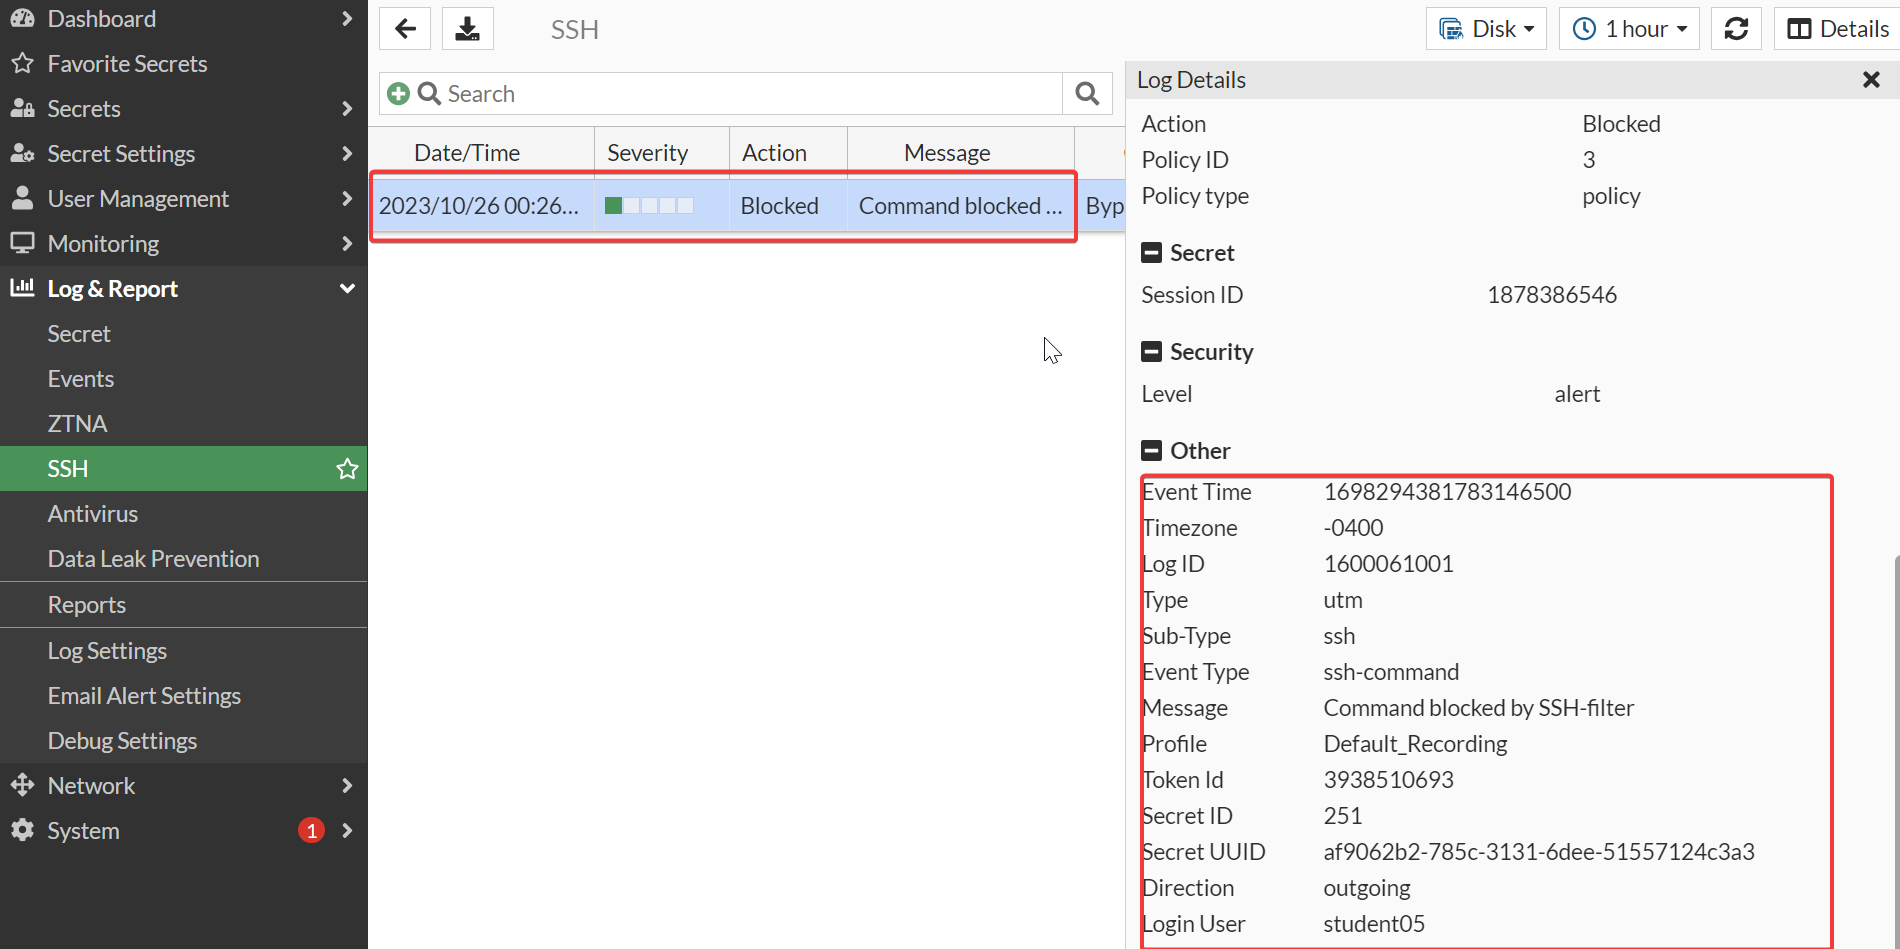 Dashboard
Favorite Secrets
Secrets
Secret Settings
User Management
Monitoring
Log & Report
Secret
Events
ZTNA
SSH
Antivirus
Data Leak Prevention
Reports
Log Settings
Email Alert Settings
Debug Settings
Network
System 1
SSH
Disk
1 hour
Details
Search
Date/Time Severity Action Message
2023/10/26 00:26... Blocked Command blocked ... Byp
Log Details
Action Blocked
Policy ID 3
Policy type policy
Secret
Session ID 1878386546
Security
Level alert
Other
Event Time 1698294381783146500
Timezone -0400
Log ID 1600061001
Type utm
Sub-Type ssh
Event Type ssh-command
Message Command blocked by SSH-filter
Profile Default_Recording
Token Id 3938510693
Secret ID 251
Secret UUID af9062b2-785c-3131-6dee-51557124c3a3
Direction outgoing
Login User student05